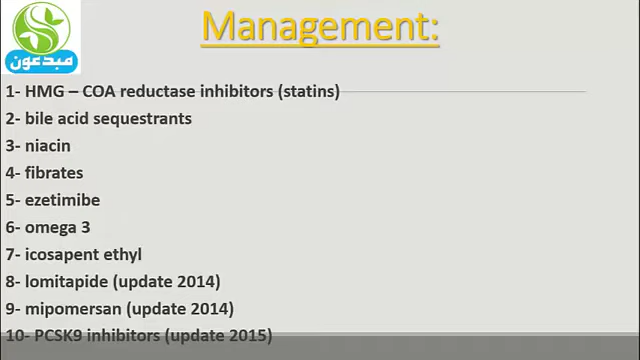 Management:
مبدعون
1- HMG – COA reductase inhibitors (statins)
2- bile acid sequestrants
3- niacin
4- fibrates
5- ezetimibe
6- omega 3
7- icosapent ethyl
8- lomitapide (update 2014)
9- mipomersan (update 2014)
10- PCSK9 inhibitors (update 2015)